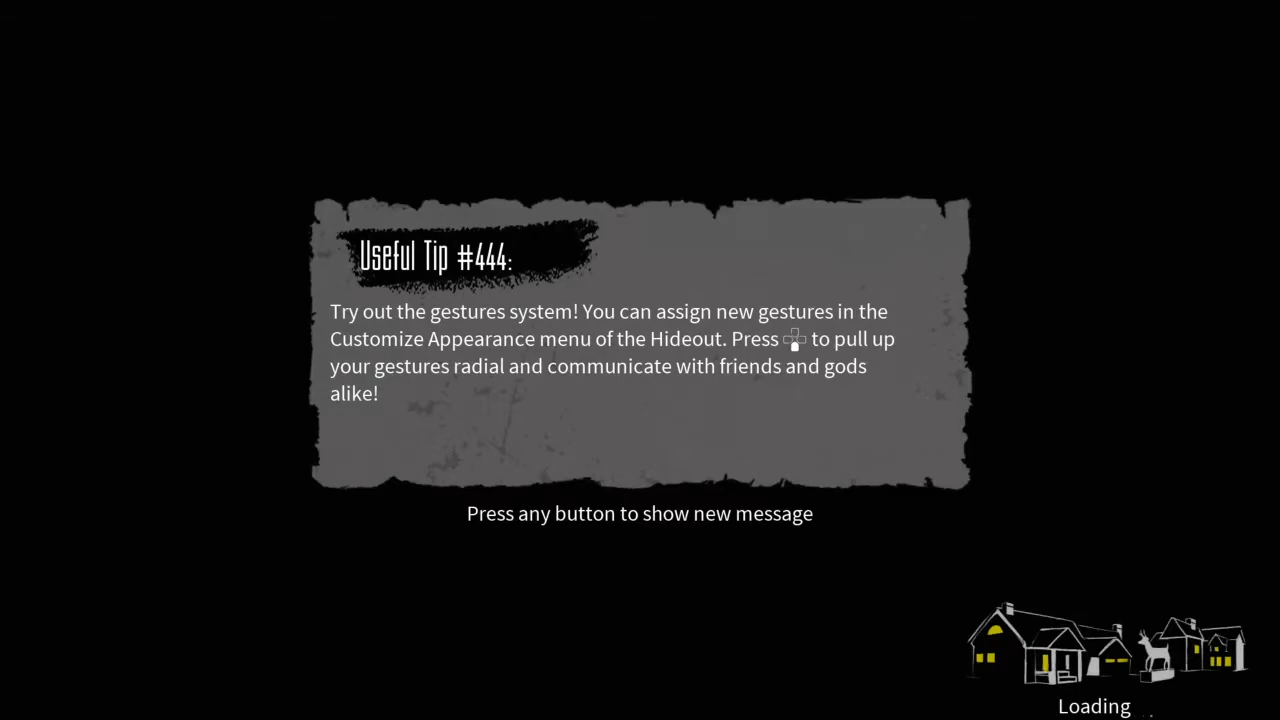 Useful Tip #444:
Try out the gestures system! You can assign new gestures in the
Customize Appearance menu of the Hideout. Press to pull up
your gestures radial and communicate with friends and gods
alike!
Press any button to show new message
Loading